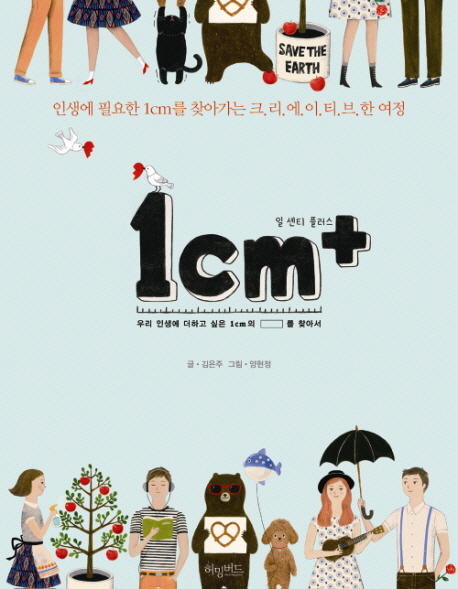 SAVE THE
EARTH
인생에 필요한 1cm를 찾아가는 크.리.에.이.티.브.한 여정
일 센티 플러스
1cm+
우리 인생에 더하고 싶은 1cm의 를 찾아서
글·김은주 그림·양현정
허밍버드